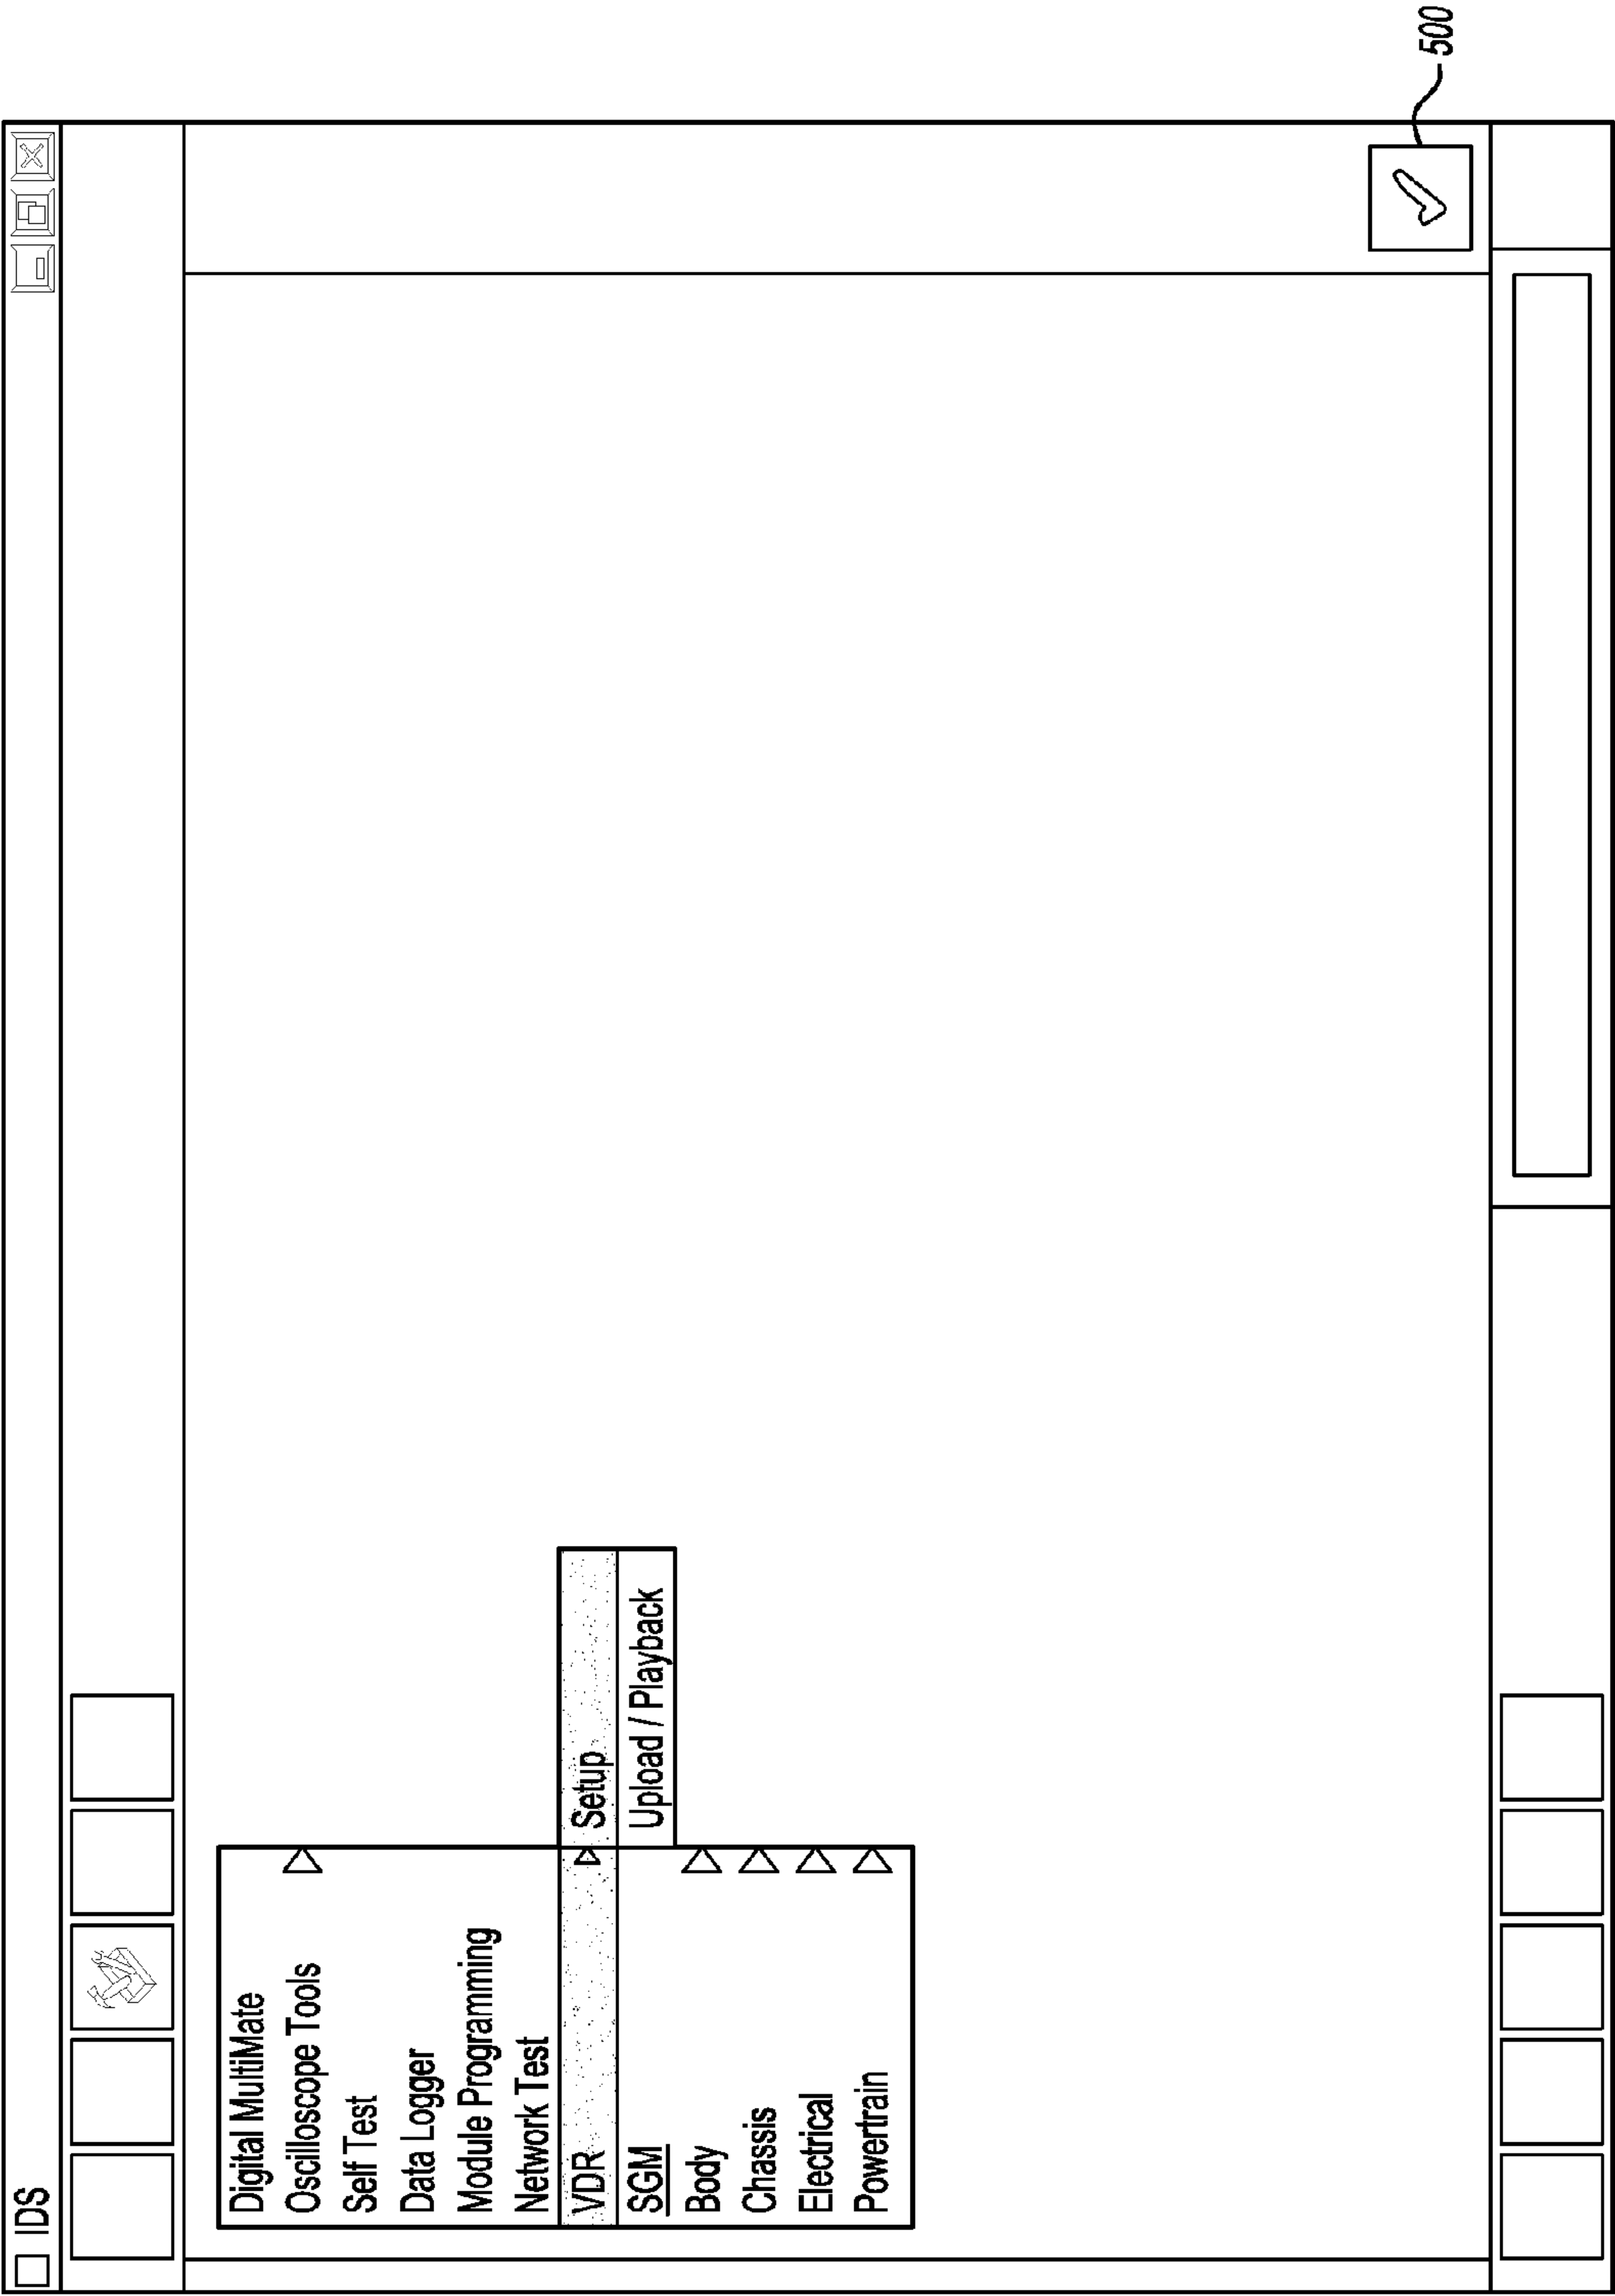 IDS
Digital MultiMate
Oscilloscope Tools
Self Test
Data Logger
Module Programming
Network Test
VDR
Setup
SGM
Upload / Playback
Body
Chassis
Electrical
Powertrain
500